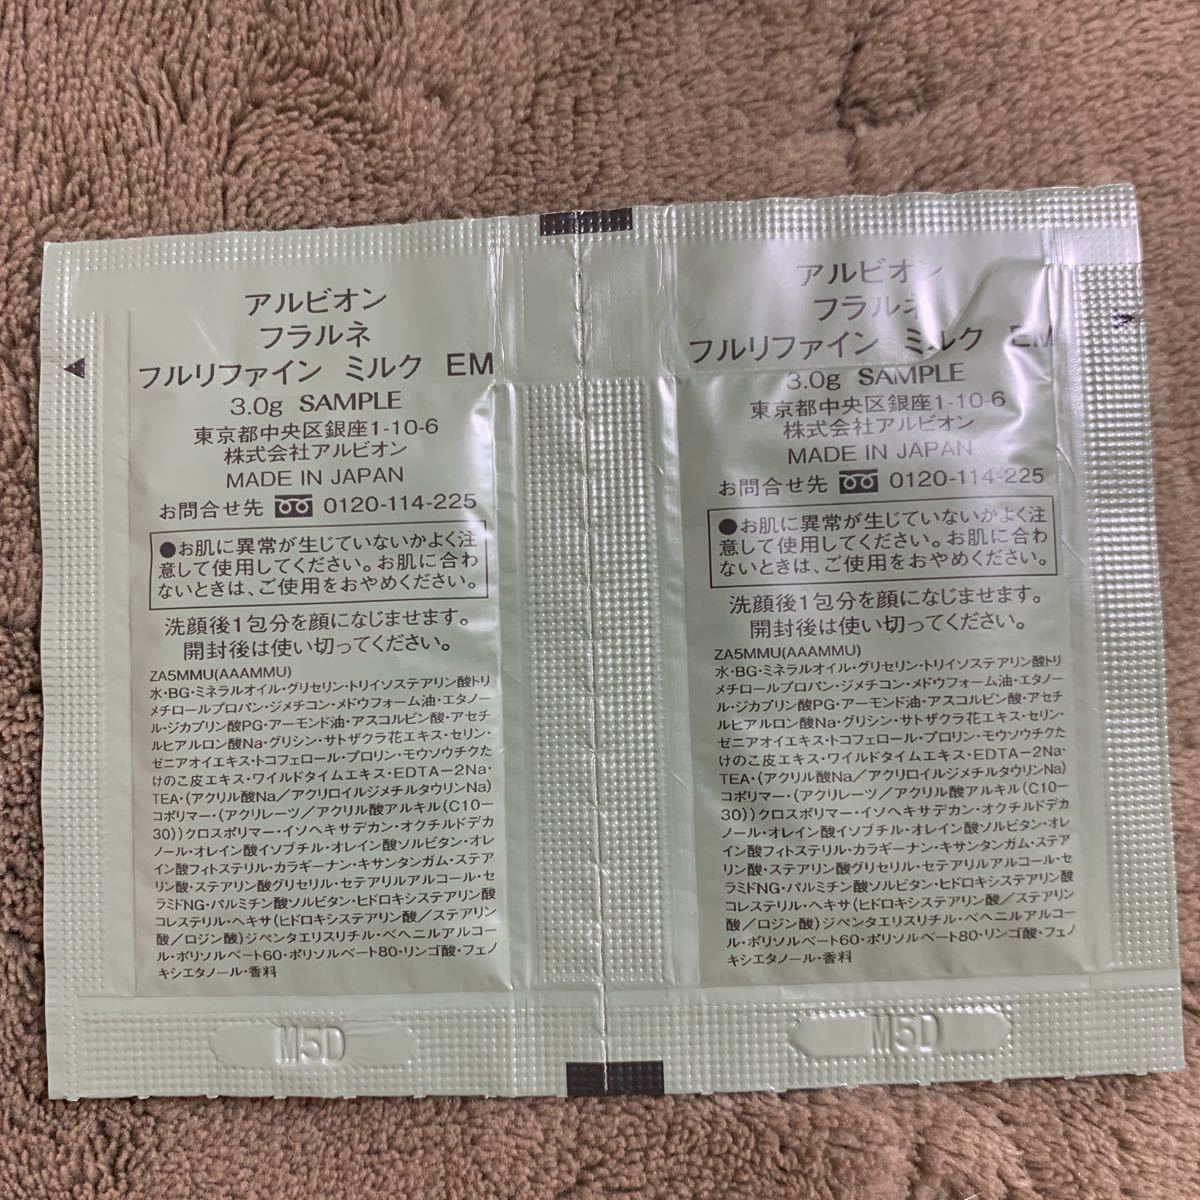 アルビオン
フラルネ
フルリファイン ミルク EM
3.0g SAMPLE
東京都中央区銀座1-10-6
株式会社アルビオン
MADE IN JAPAN
お問合せ先 0120-114-225
●お肌に異常が生じていないかよく注
意して使用してください。お肌に合わ
ないときは、ご使用をおやめください。
洗顔後1包分を顔になじませます。
開封後は使い切ってください。
ZA5MMU(AAAMMU)
水・BG・ミネラルオイル・グリセリン・トリイソステアリン酸トリ
メチロールプロパン・ジメチコン・メドウフォーム油・エタノー
ル・ジカプリン酸PG・アーモンド油・アスコルビン酸・アセチ
ルヒアルロン酸Na・グリシン・サトザクラ花エキス・セリン・
ゼニアオイエキス・トコフェロール・プロリン・モウソウチクた
けのこ皮エキス・ワイルドタイムエキス・EDTA-2Na・
TEA・(アクリル酸Na/アクリロイルジメチルタウリンNa)
コポリマー・(アクリレーツ/アクリル酸アルキル(C10-
30))クロスポリマー・イソヘキサデカン・オクチルドデカ
ノール・オレイン酸イソブチル・オレイン酸ソルビタン・オレ
イン酸フィトステリル・カラギーナン・キサンタンガム・ステア
リン酸・ステアリン酸グリセリル・セテアリルアルコール・セ
ラミドNG・パルミチン酸ソルビタン・ヒドロキシステアリン酸
コレステリル・ヘキサ(ヒドロキシステアリン酸/ステアリン
酸/ロジン酸)ジペンタエリスリチル・ベヘニルアルコー
ル・ポリソルベート60・ポリソルベート80・リンゴ酸・フェノ
キシエタノール・香料
M5D
アルビオン
フラルネ
フルリファイン ミルク EM
3.0g SAMPLE
東京都中央区銀座1-10-6
株式会社アルビオン
MADE IN JAPAN
お問合せ先 0120-114-225
●お肌に異常が生じていないかよく注
意して使用してください。お肌に合わ
ないときは、ご使用をおやめください。
洗顔後1包分を顔になじませます。
開封後は使い切ってください。
ZA5MMU(AAAMMU)
水・BG・ミネラルオイル・グリセリン・トリイソステアリン酸トリ
メチロールプロパン・ジメチコン・メドウフォーム油・エタノー
ル・ジカプリン酸PG・アーモンド油・アスコルビン酸・アセチ
ルヒアルロン酸Na・グリシン・サトザクラ花エキス・セリン・
ゼニアオイエキス・トコフェロール・プロリン・モウソウチクた
けのこ皮エキス・ワイルドタイムエキス・EDTA-2Na・
TEA・(アクリル酸Na/アクリロイルジメチルタウリンNa)
コポリマー・(アクリレーツ/アクリル酸アルキル(C10-
30))クロスポリマー・イソヘキサデカン・オクチルドデカ
ノール・オレイン酸イソブチル・オレイン酸ソルビタン・オレ
イン酸フィトステリル・カラギーナン・キサンタンガム・ステア
リン酸・ステアリン酸グリセリル・セテアリルアルコール・セ
ラミドNG・パルミチン酸ソルビタン・ヒドロキシステアリン酸
コレステリル・ヘキサ(ヒドロキシステアリン酸/ステアリン
酸/ロジン酸)ジペンタエリスリチル・ベヘニルアルコー
ル・ポリソルベート60・ポリソルベート80・リンゴ酸・フェノ
キシエタノール・香料
M5D